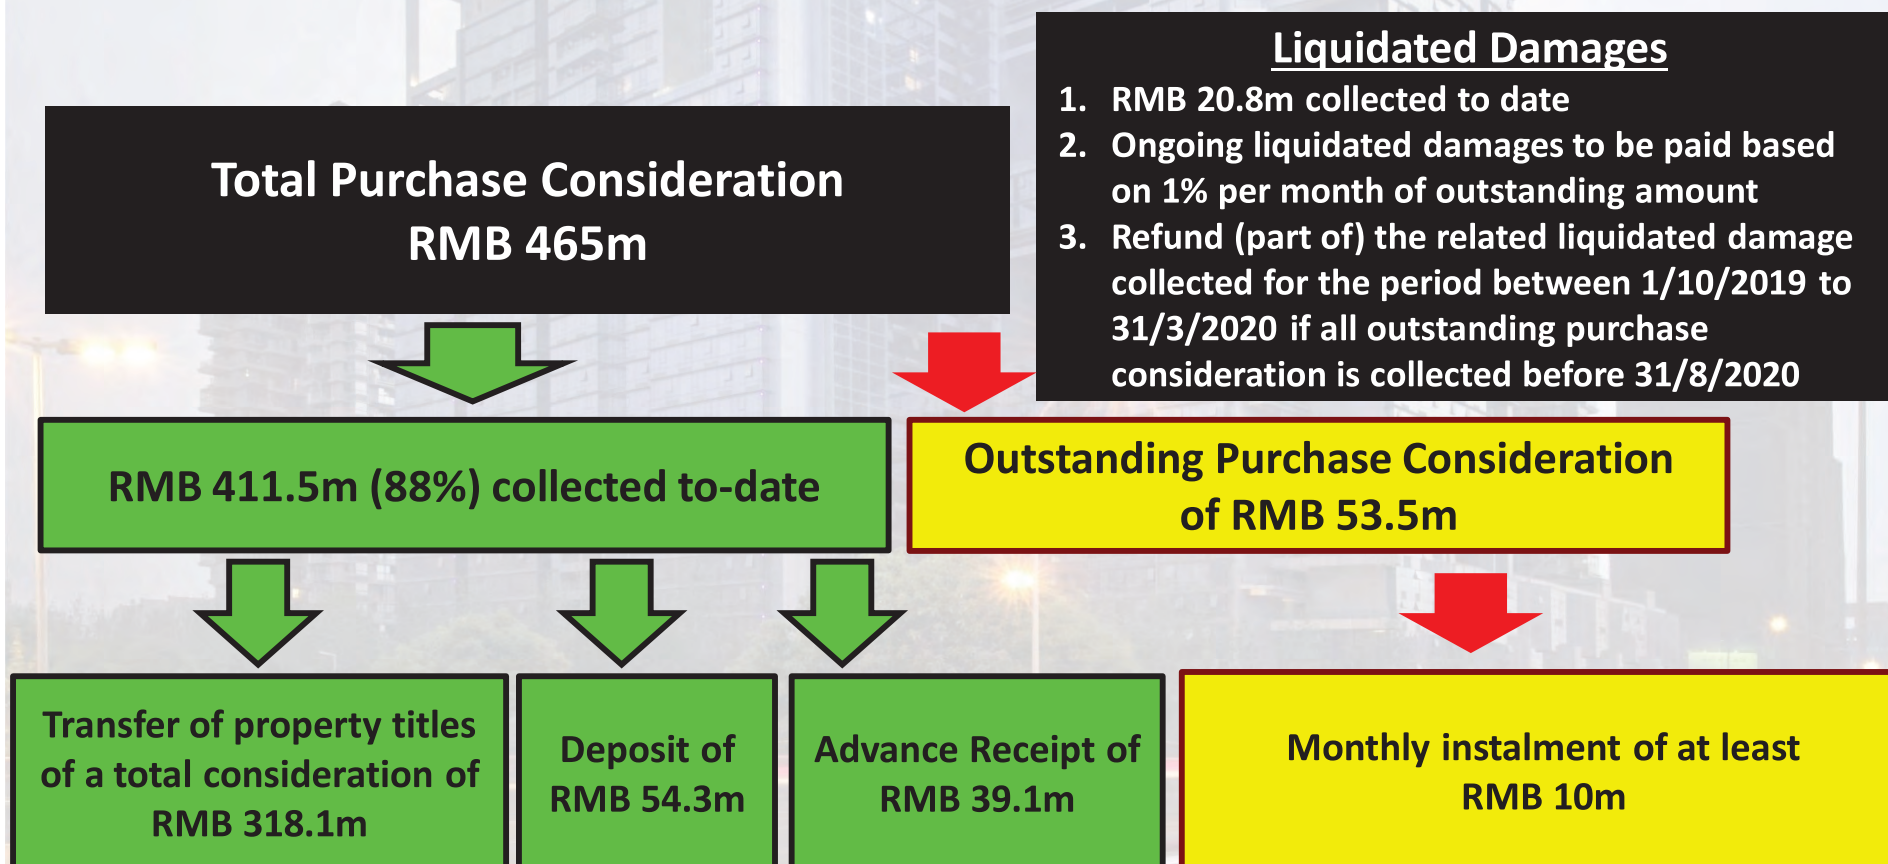 Total Purchase Consideration
RMB 465m
Liquidated Damages
1. RMB 20.8m collected to date
2. Ongoing liquidated damages to be paid based
on 1% per month of outstanding amount
3. Refund (part of) the related liquidated damage
collected for the period between 1/10/2019 to
31/3/2020 if all outstanding purchase
consideration is collected before 31/8/2020
RMB 411.5m (88%) collected to-date
Outstanding Purchase Consideration
of RMB 53.5m
Transfer of property titles
of a total consideration of
RMB 318.1m
Deposit of
RMB 54.3m
Advance Receipt of
RMB 39.1m
Monthly instalment of at least
RMB 10m